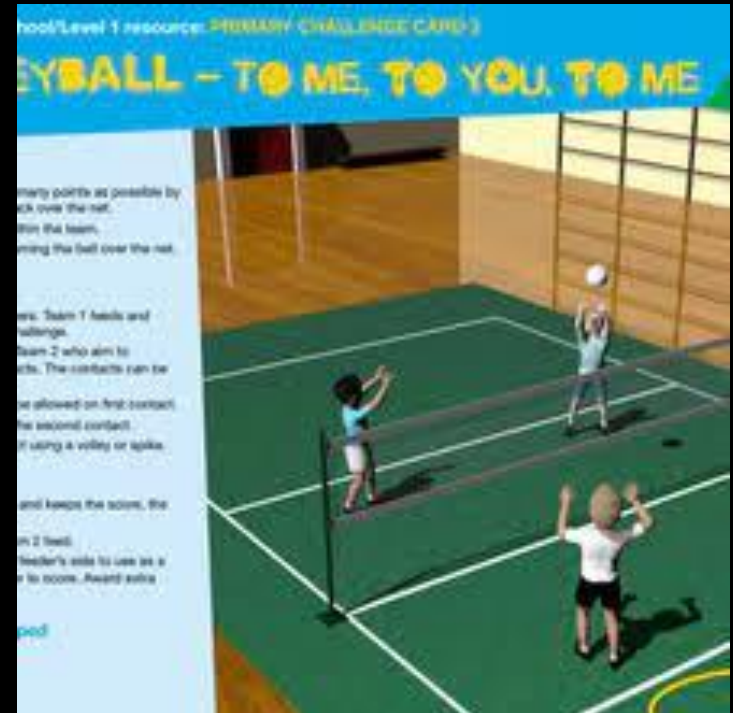 hool/Level 1 resource: PRIMARY CHALLENGE CARD 3
EYBALL – TO ME, TO YOU, TO ME
many points as possible by
ck over the net.
thin the team.
rning the ball over the net.
ers. Team 1 feeds and
hallenge.
Team 2 who aim to
cts. The contacts can be
be allowed on first contact.
he second contact.
t using a volley or spike.
and keeps the score, the
m 2 feed.
feeder's side to use as a
r to score. Award extra
ped